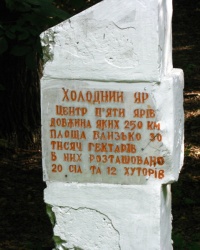 ХОЛОДНИЙ ЯР
ЦЕНТР П'ЯТИ ЯРІВ
ДОВЖИНА ЯКИХ 250 КМ
ПЛОЩА БЛИЗЬКО 30
ТИСЯЧ ГЕКТАРІВ
В НИХ РОЗТАШОВАНО
20 СІЛ ТА 12 ХУТОРІВ